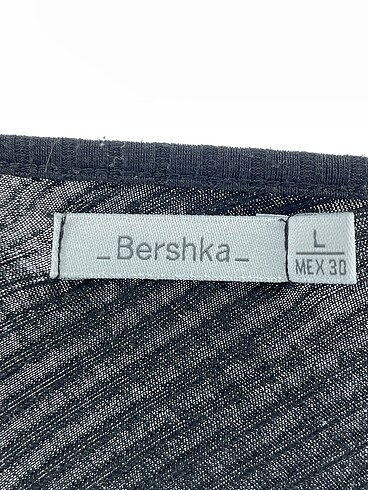 _Bershka_
L
MEX 30